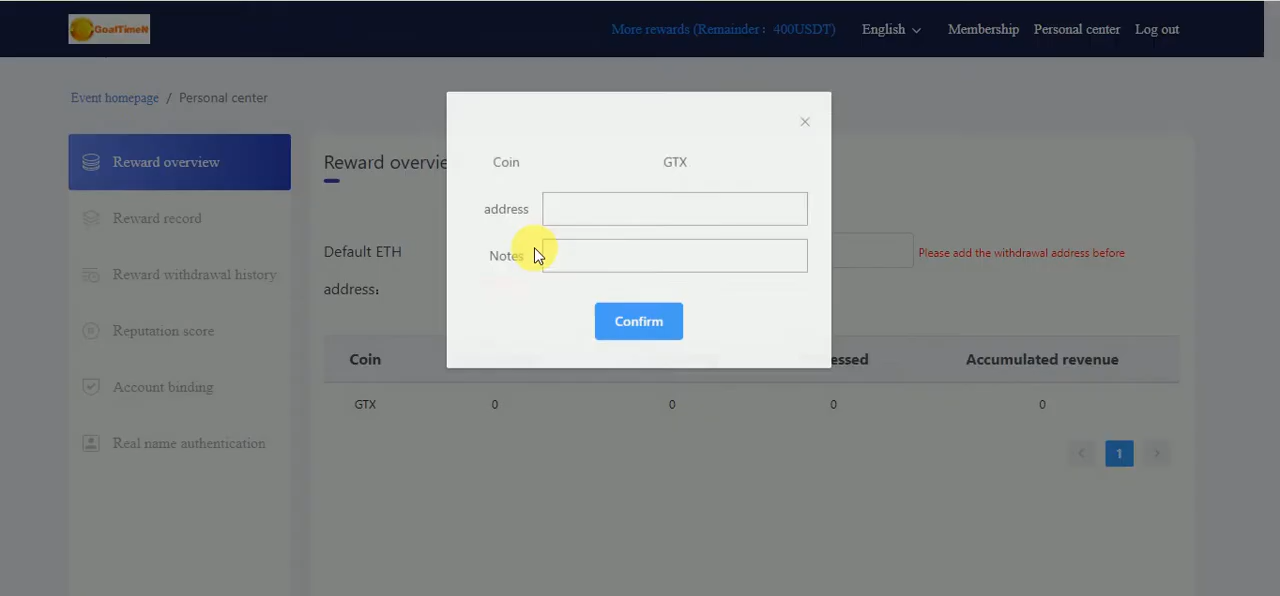 GoalTimeN
More rewards (Remainder： 400USDT)
English
Membership
Personal center
Log out
Event homepage / Personal center
Reward overview
Reward record
Reward withdrawal history
Reputation score
Account binding
Real name authentication
Reward overvie
Default ETH
address：
Please add the withdrawal address before
Coin GTX
address
Notes
Confirm
Coin essed Accumulated revenue
GTX 0 0 0 0
1